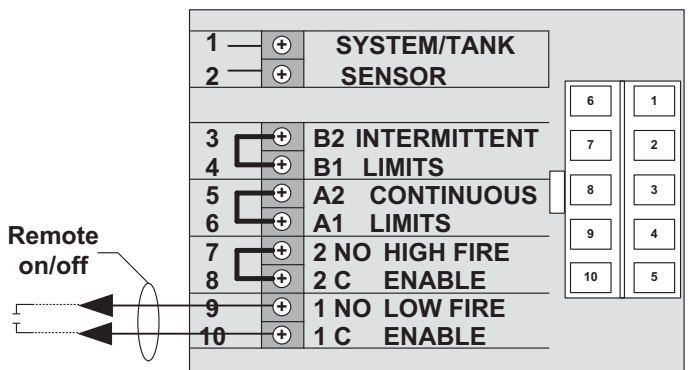 1 SYSTEM/TANK
2 SENSOR
3 B2 INTERMITTENT
4 B1 LIMITS
5 A2 CONTINUOUS
6 A1 LIMITS
7 2 NO HIGH FIRE
8 2 C ENABLE
9 1 NO LOW FIRE
10 1 C ENABLE
Remote
on/off
6 1
7 2
8 3
9 4
10 5